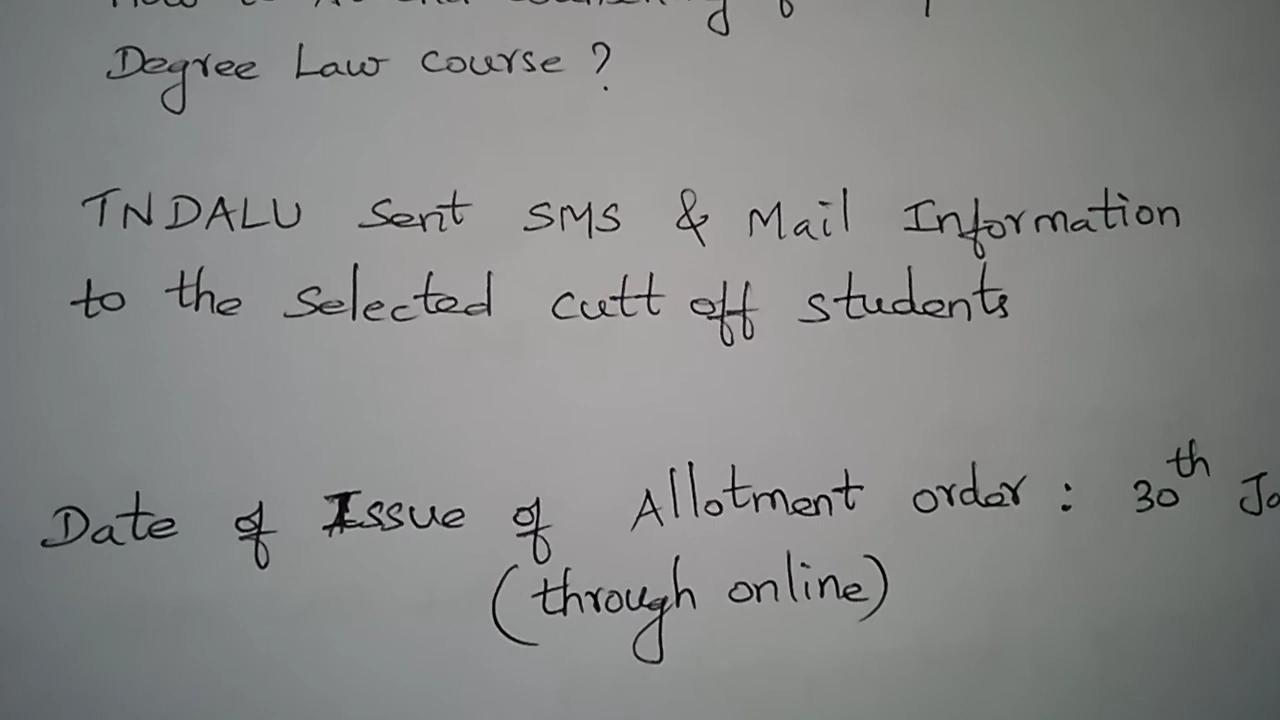 Degree Law course ?
TNDALU sent SMS & Mail Information
to the selected cutt off students
Date of Issue of Allotment order : 30th
(through online)